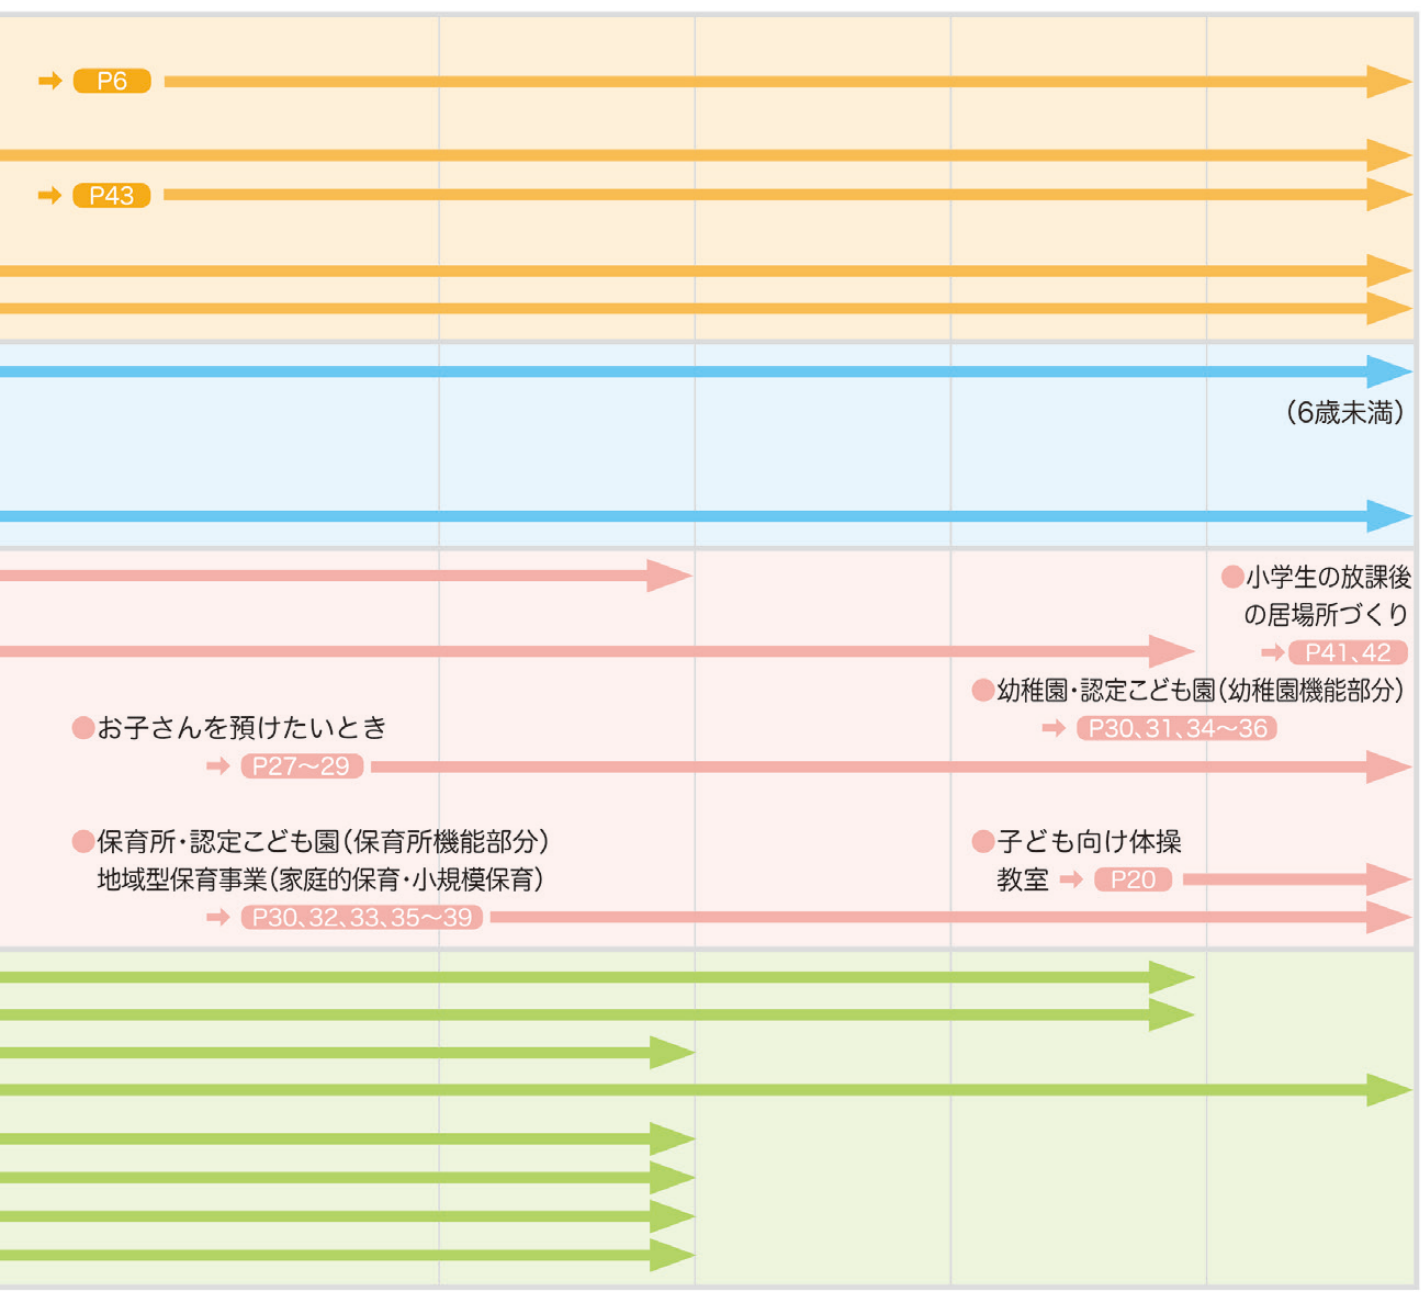 ➡ P6
➡ P43
（6歳未満）
●小学生の放課後
の居場所づくり
➡ P41、42
●幼稚園・認定こども園（幼稚園機能部分）
➡ P30、31、34〜36
●お子さんを預けたいとき
➡ P27〜29
●保育所・認定こども園（保育所機能部分）
地域型保育事業（家庭的保育・小規模保育）
➡ P30、32、33、35〜39
●子ども向け体操
教室 ➡ P20